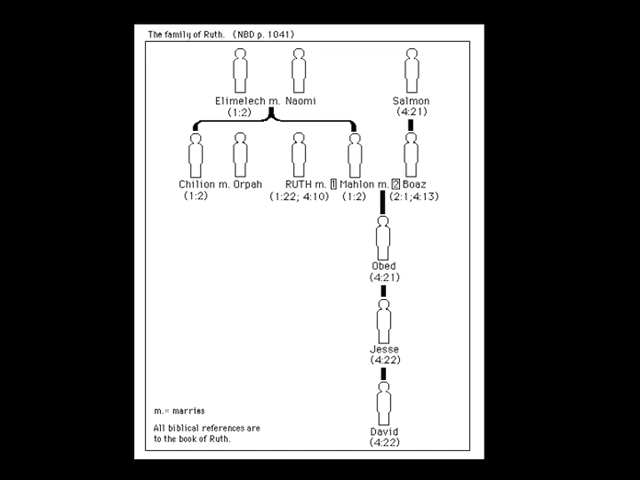 The family of Ruth. (NBD p. 1041)
Elimelech m. Naomi
(1:2)
Salmon
(4:21)
Chilion m. Orpah
(1:2)
RUTH m. 1 Mahlon m. 2 Boaz
(1:22; 4:10) (1:2) (2:1;4:13)
Obed
(4:21)
Jesse
(4:22)
David
(4:22)
m.= marries
All biblical references are
to the book of Ruth.